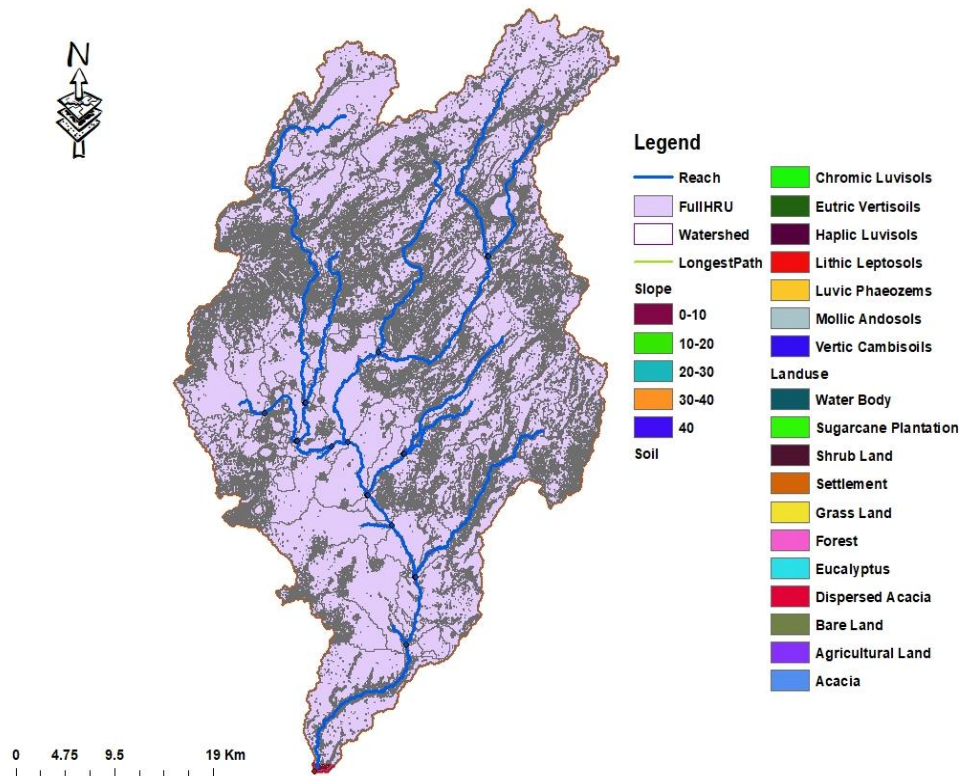 N
Legend
Reach
FullHRU
Watershed
LongestPath
Slope
0-10
10-20
20-30
30-40
40
Soil
Chromic Luvisols
Eutric Vertisoils
Haplic Luvisols
Lithic Leptosols
Luvic Phaeozems
Mollic Andosols
Vertic Cambisoils
Landuse
Water Body
Sugarcane Plantation
Shrub Land
Settlement
Grass Land
Forest
Eucalyptus
Dispersed Acacia
Bare Land
Agricultural Land
Acacia
0 4.75 9.5 19 Km